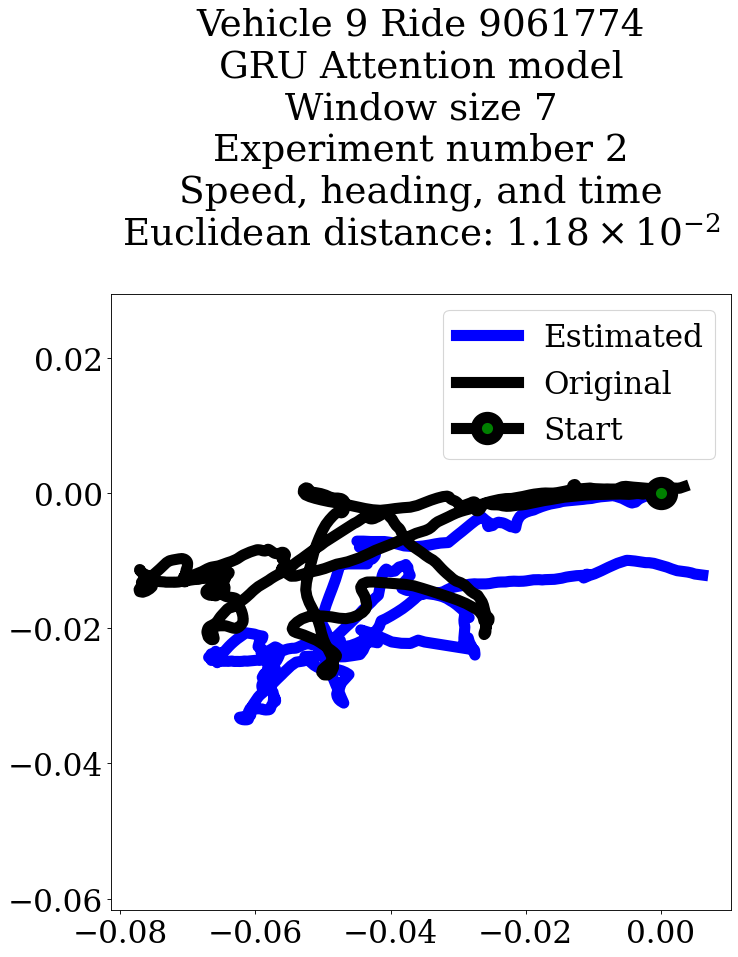 Vehicle 9 Ride 9061774
GRU Attention model
Window size 7
Experiment number 2
Speed, heading, and time
Euclidean distance: 1.18 × 10⁻²
Estimated
Original
Start
0.02
0.00
−0.02
−0.04
−0.06
−0.08 −0.06 −0.04 −0.02 0.00